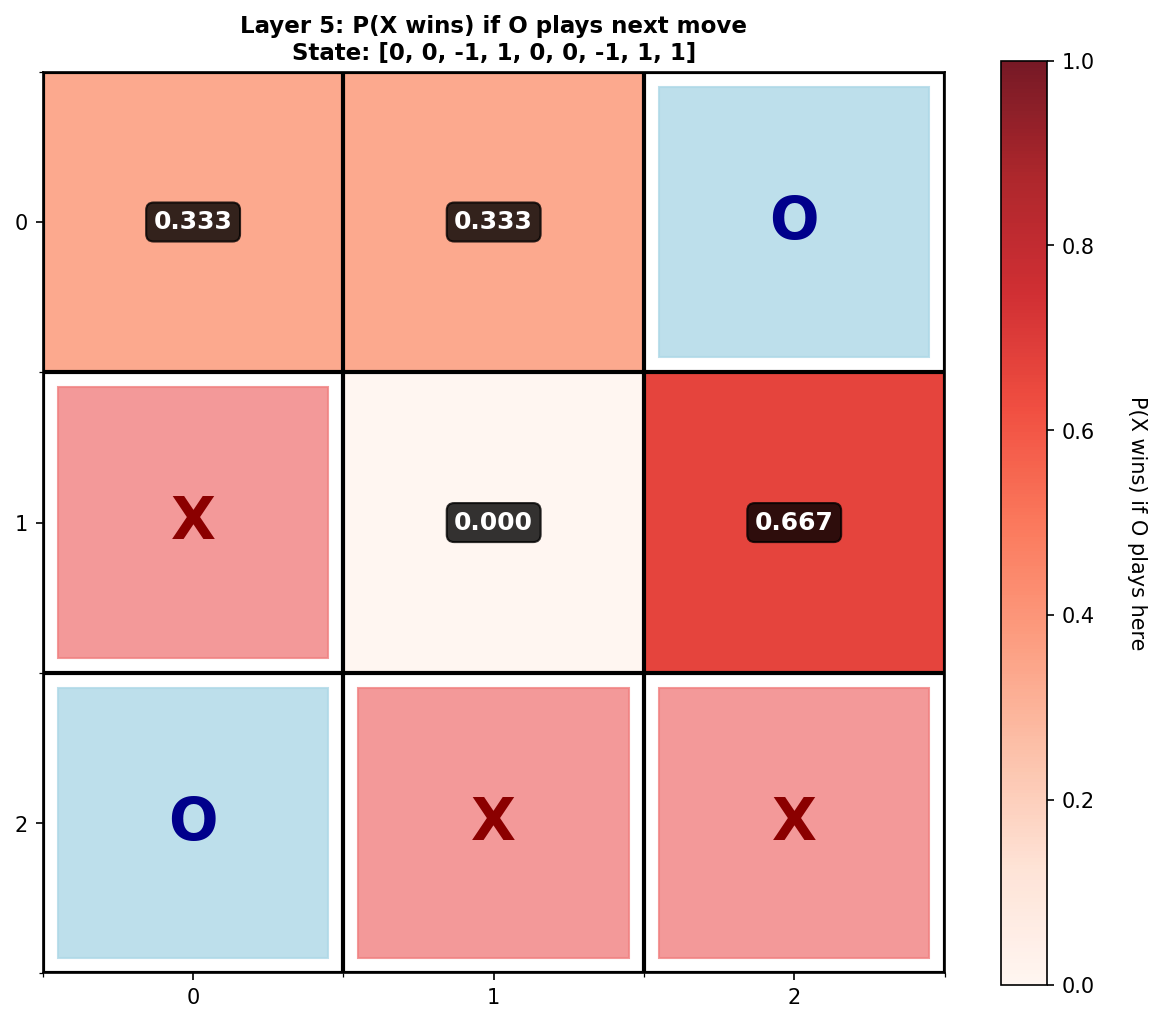 Layer 5: P(X wins) if O plays next move
State: [0, 0, -1, 1, 0, 0, -1, 1, 1]
0
0.333
0.333
O
1
X
0.000
0.667
2
O
X
X
0
1
2
1.0
0.8
0.6
0.4
0.2
0.0
P(X wins) if O plays here